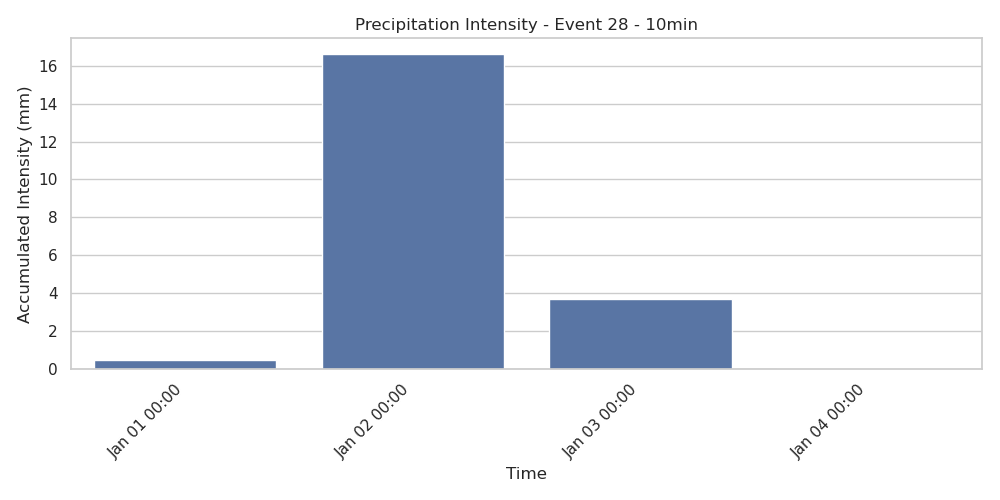 Precipitation Intensity - Event 28 - 10min
Accumulated Intensity (mm)
16
14
12
10
8
6
4
2
0
Jan 01 00:00
Jan 02 00:00
Jan 03 00:00
Jan 04 00:00
Time